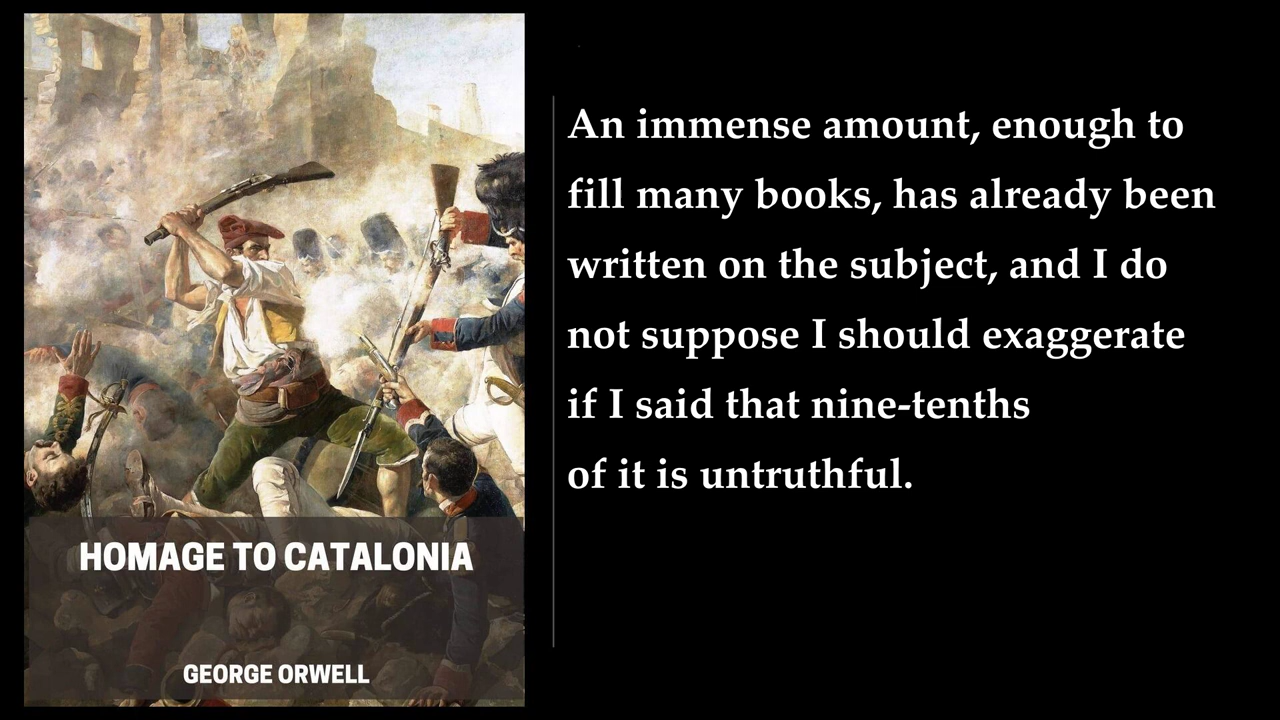 HOMAGE TO CATALONIA
GEORGE ORWELL
An immense amount, enough to
fill many books, has already been
written on the subject, and I do
not suppose I should exaggerate
if I said that nine-tenths
of it is untruthful.